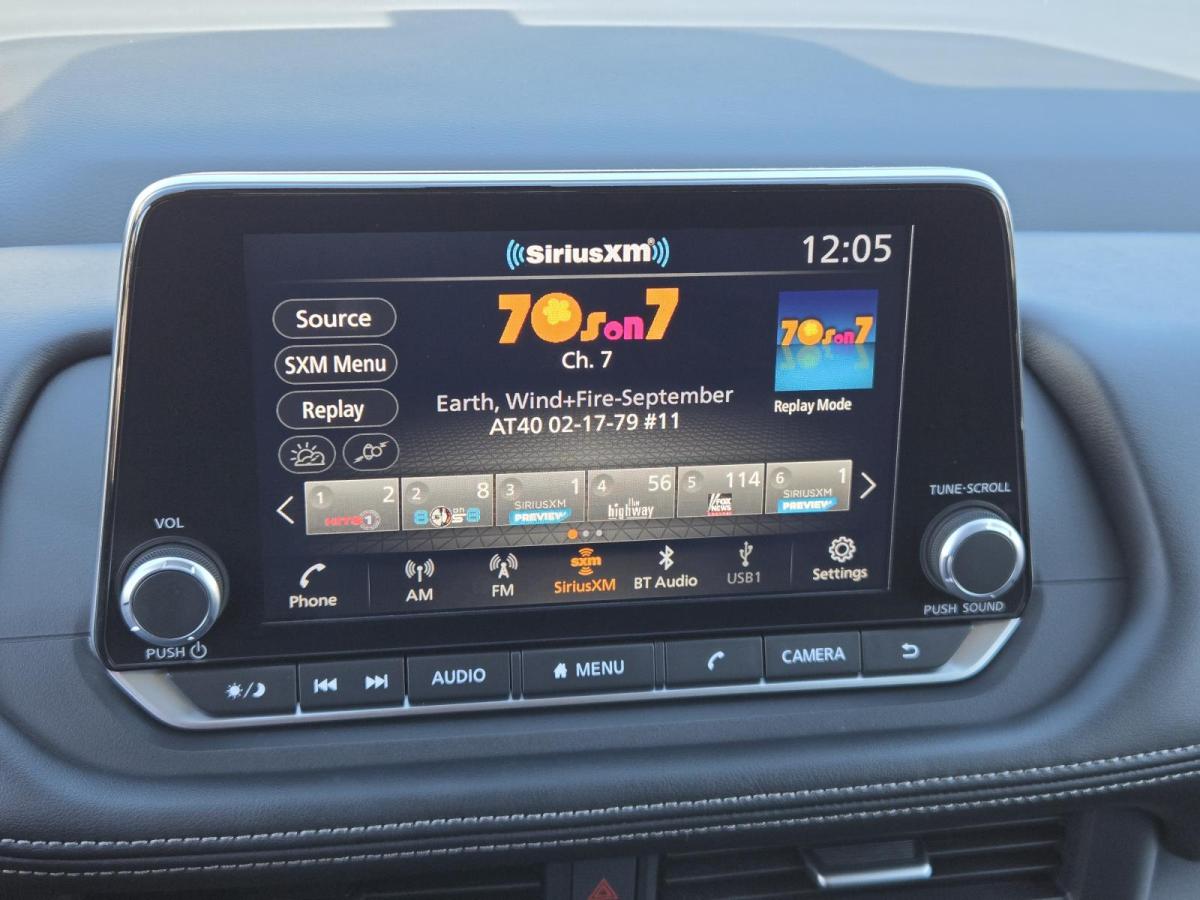 SiriusXM®
12:05
Source
SXM Menu
Replay
70s on 7
Ch. 7
Earth, Wind+Fire-September
AT40 02-17-79 #11
70s on 7
Replay Mode
1 2 HITS 1
2 8 80s on 8
3 1 SIRIUSXM PREVIEW
4 56 the highway
5 114 FOX NEWS channel
6 1 SIRIUSXM PREVIEW
Phone
AM
FM
sxm
SiriusXM
BT Audio
USB1
Settings
VOL
PUSH
TUNE·SCROLL
PUSH SOUND
AUDIO
MENU
CAMERA